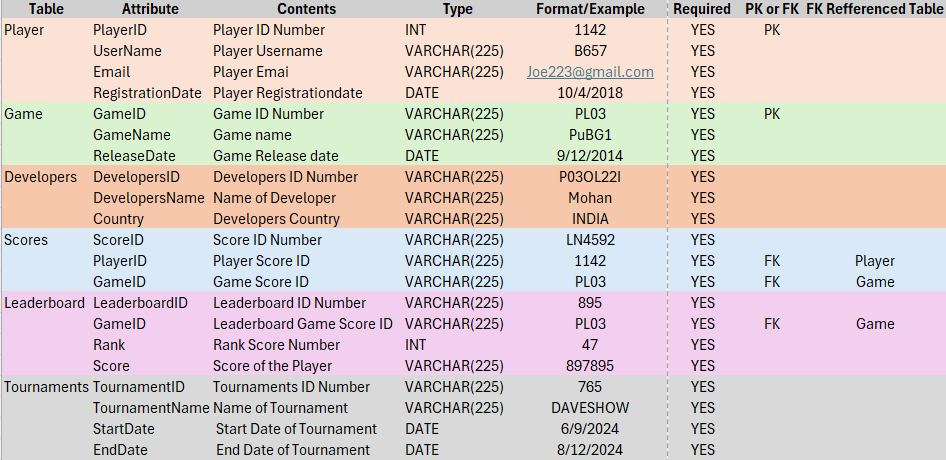 Table Attribute Contents Type Format/Example Required PK or FK FK Refferenced Table
Player PlayerID Player ID Number INT 1142 YES PK
UserName Player Username VARCHAR(225) B657 YES
Email Player Emai VARCHAR(225) Joe223@gmail.com YES
RegistrationDate Player Registrationdate DATE 10/4/2018 YES
Game GameID Game ID Number VARCHAR(225) PL03 YES PK
GameName Game name VARCHAR(225) PuBG1 YES
ReleaseDate Game Release date DATE 9/12/2014 YES
Developers DevelopersID Developers ID Number VARCHAR(225) P03OL22I YES
DevelopersName Name of Developer VARCHAR(225) Mohan YES
Country Developers Country VARCHAR(225) INDIA YES
Scores ScoreID Score ID Number VARCHAR(225) LN4592 YES
PlayerID Player Score ID VARCHAR(225) 1142 YES FK Player
GameID Game Score ID VARCHAR(225) PL03 YES FK Game
Leaderboard LeaderboardID Leaderboard ID Number VARCHAR(225) 895 YES
GameID Leaderboard Game Score ID VARCHAR(225) PL03 YES FK Game
Rank Rank Score Number INT 47 YES
Score Score of the Player VARCHAR(225) 897895 YES
Tournaments TournamentID Tournaments ID Number VARCHAR(225) 765 YES
TournamentName Name of Tournament VARCHAR(225) DAVESHOW YES
StartDate Start Date of Tournament DATE 6/9/2024 YES
EndDate End Date of Tournament DATE 8/12/2024 YES